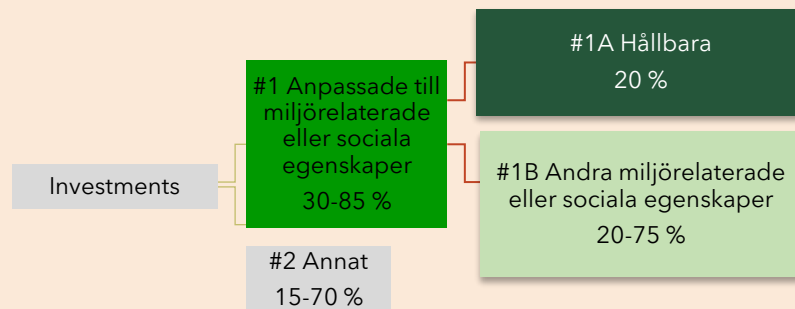 Investments
#1 Anpassade till
miljörelaterade
eller sociala
egenskaper
30-85 %
#2 Annat
15-70 %
#1A Hållbara
20 %
#1B Andra miljörelaterade
eller sociala egenskaper
20-75 %